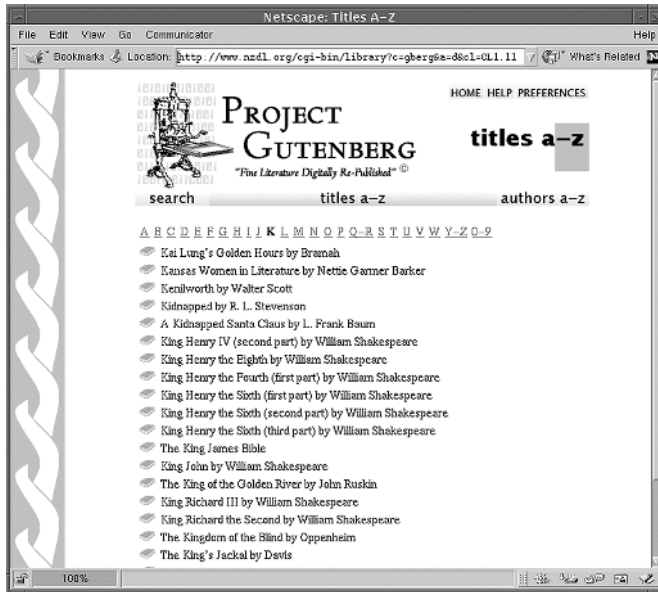 Netscape: Titles A–Z
File Edit View Go Communicator Help
Bookmarks Location: http://www.nzdl.org/cgi-bin/library?c=gberg&a=d&cl=CL1.11 What's Related N
PROJECT GUTENBERG
"Fine Literature Digitally Re-Published" ©
HOME HELP PREFERENCES
titles a–z
search titles a–z authors a–z
A B C D E F G H I J K L M N O P Q–R S T U V W Y–Z 0–9
Kai Lung's Golden Hours by Bramah
Kansas Women in Literature by Nettie Garmer Barker
Kenilworth by Walter Scott
Kidnapped by R. L. Stevenson
A Kidnapped Santa Claus by L. Frank Baum
King Henry IV (second part) by William Shakespeare
King Henry the Eighth by William Shakespeare
King Henry the Fourth (first part) by William Shakespeare
King Henry the Sixth (first part) by William Shakespeare
King Henry the Sixth (second part) by William Shakespeare
King Henry the Sixth (third part) by William Shakespeare
The King James Bible
King John by William Shakespeare
The King of the Golden River by John Ruskin
King Richard III by William Shakespeare
King Richard the Second by William Shakespeare
The Kingdom of the Blind by Oppenheim
The King's Jackal by Davis
100%